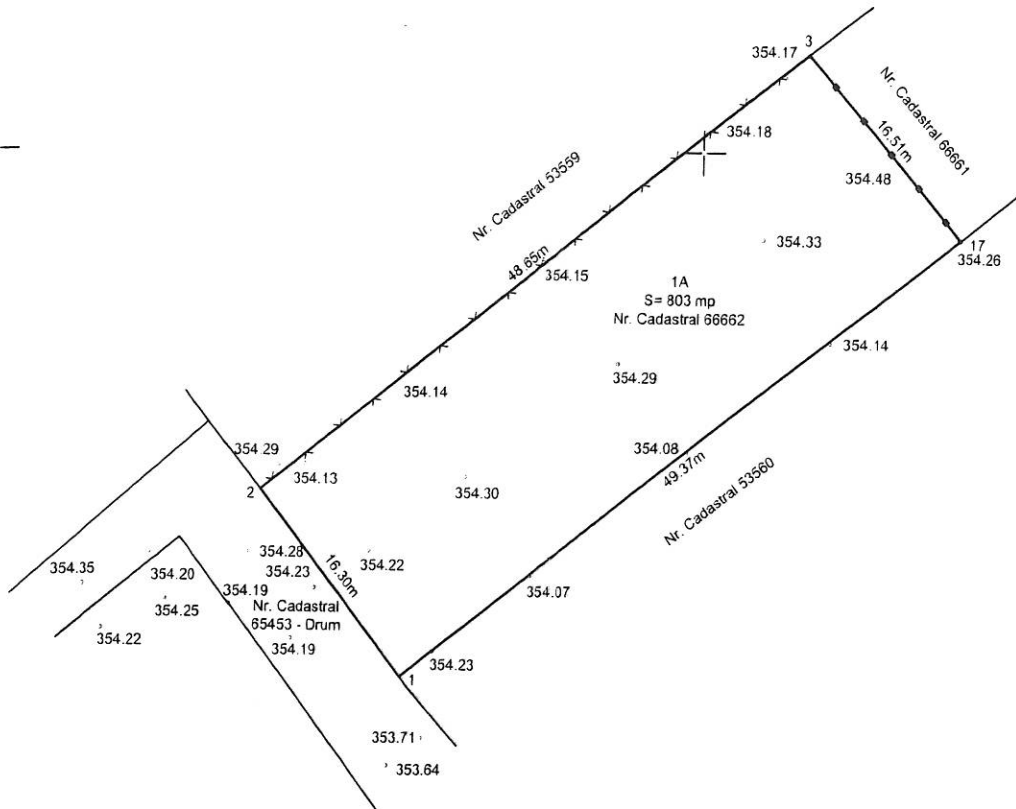 3
354.17
Nr. Cadastral 66661
16.51m
354.18
354.48
Nr. Cadastral 53559
354.33
17
354.26
48.65m
354.15
1A
S= 803 mp
Nr. Cadastral 66662
354.14
354.29
354.14
354.29
354.08
49.37m
Nr. Cadastral 53560
354.13
2
354.30
354.28
16.30m
354.22
354.35
354.20
354.23
354.19
354.07
354.25
Nr. Cadastral
65453 - Drum
354.22
354.19
354.23
1
353.71
353.64